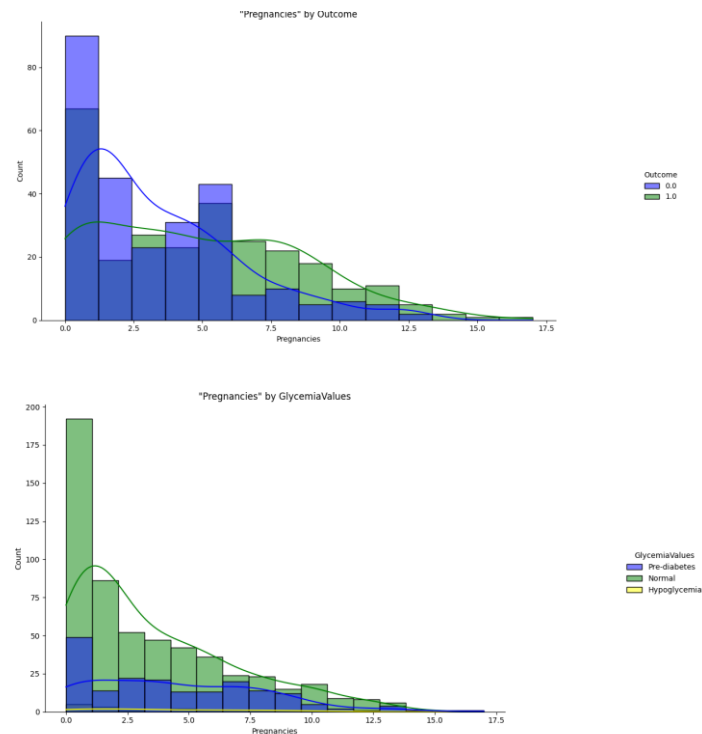 "Pregnancies" by Outcome
80
60
40
20
0
Count
0.0
2.5
5.0
7.5
10.0
12.5
15.0
17.5
Pregnancies
Outcome
0.0
1.0
"Pregnancies" by GlycemiaValues
200
175
150
125
100
75
50
25
0
Count
0.0
2.5
5.0
7.5
10.0
12.5
15.0
17.5
Pregnancies
GlycemiaValues
Pre-diabetes
Normal
Hypoglycemia